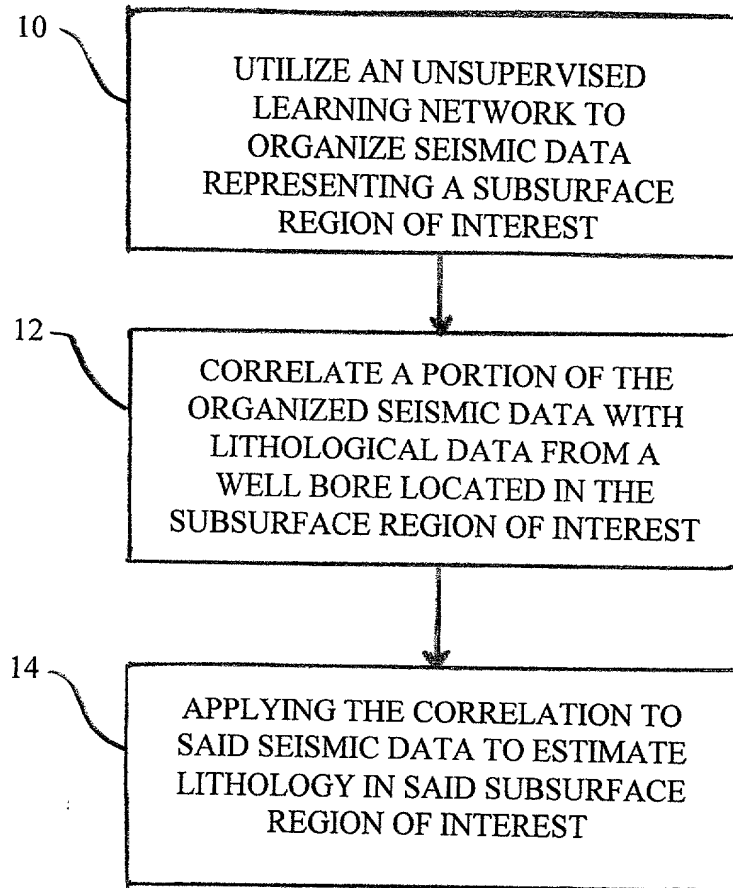 10
UTILIZE AN UNSUPERVISED
LEARNING NETWORK TO
ORGANIZE SEISMIC DATA
REPRESENTING A SUBSURFACE
REGION OF INTEREST
12
CORRELATE A PORTION OF THE
ORGANIZED SEISMIC DATA WITH
LITHOLOGICAL DATA FROM A
WELL BORE LOCATED IN THE
SUBSURFACE REGION OF INTEREST
14
APPLYING THE CORRELATION TO
SAID SEISMIC DATA TO ESTIMATE
LITHOLOGY IN SAID SUBSURFACE
REGION OF INTEREST